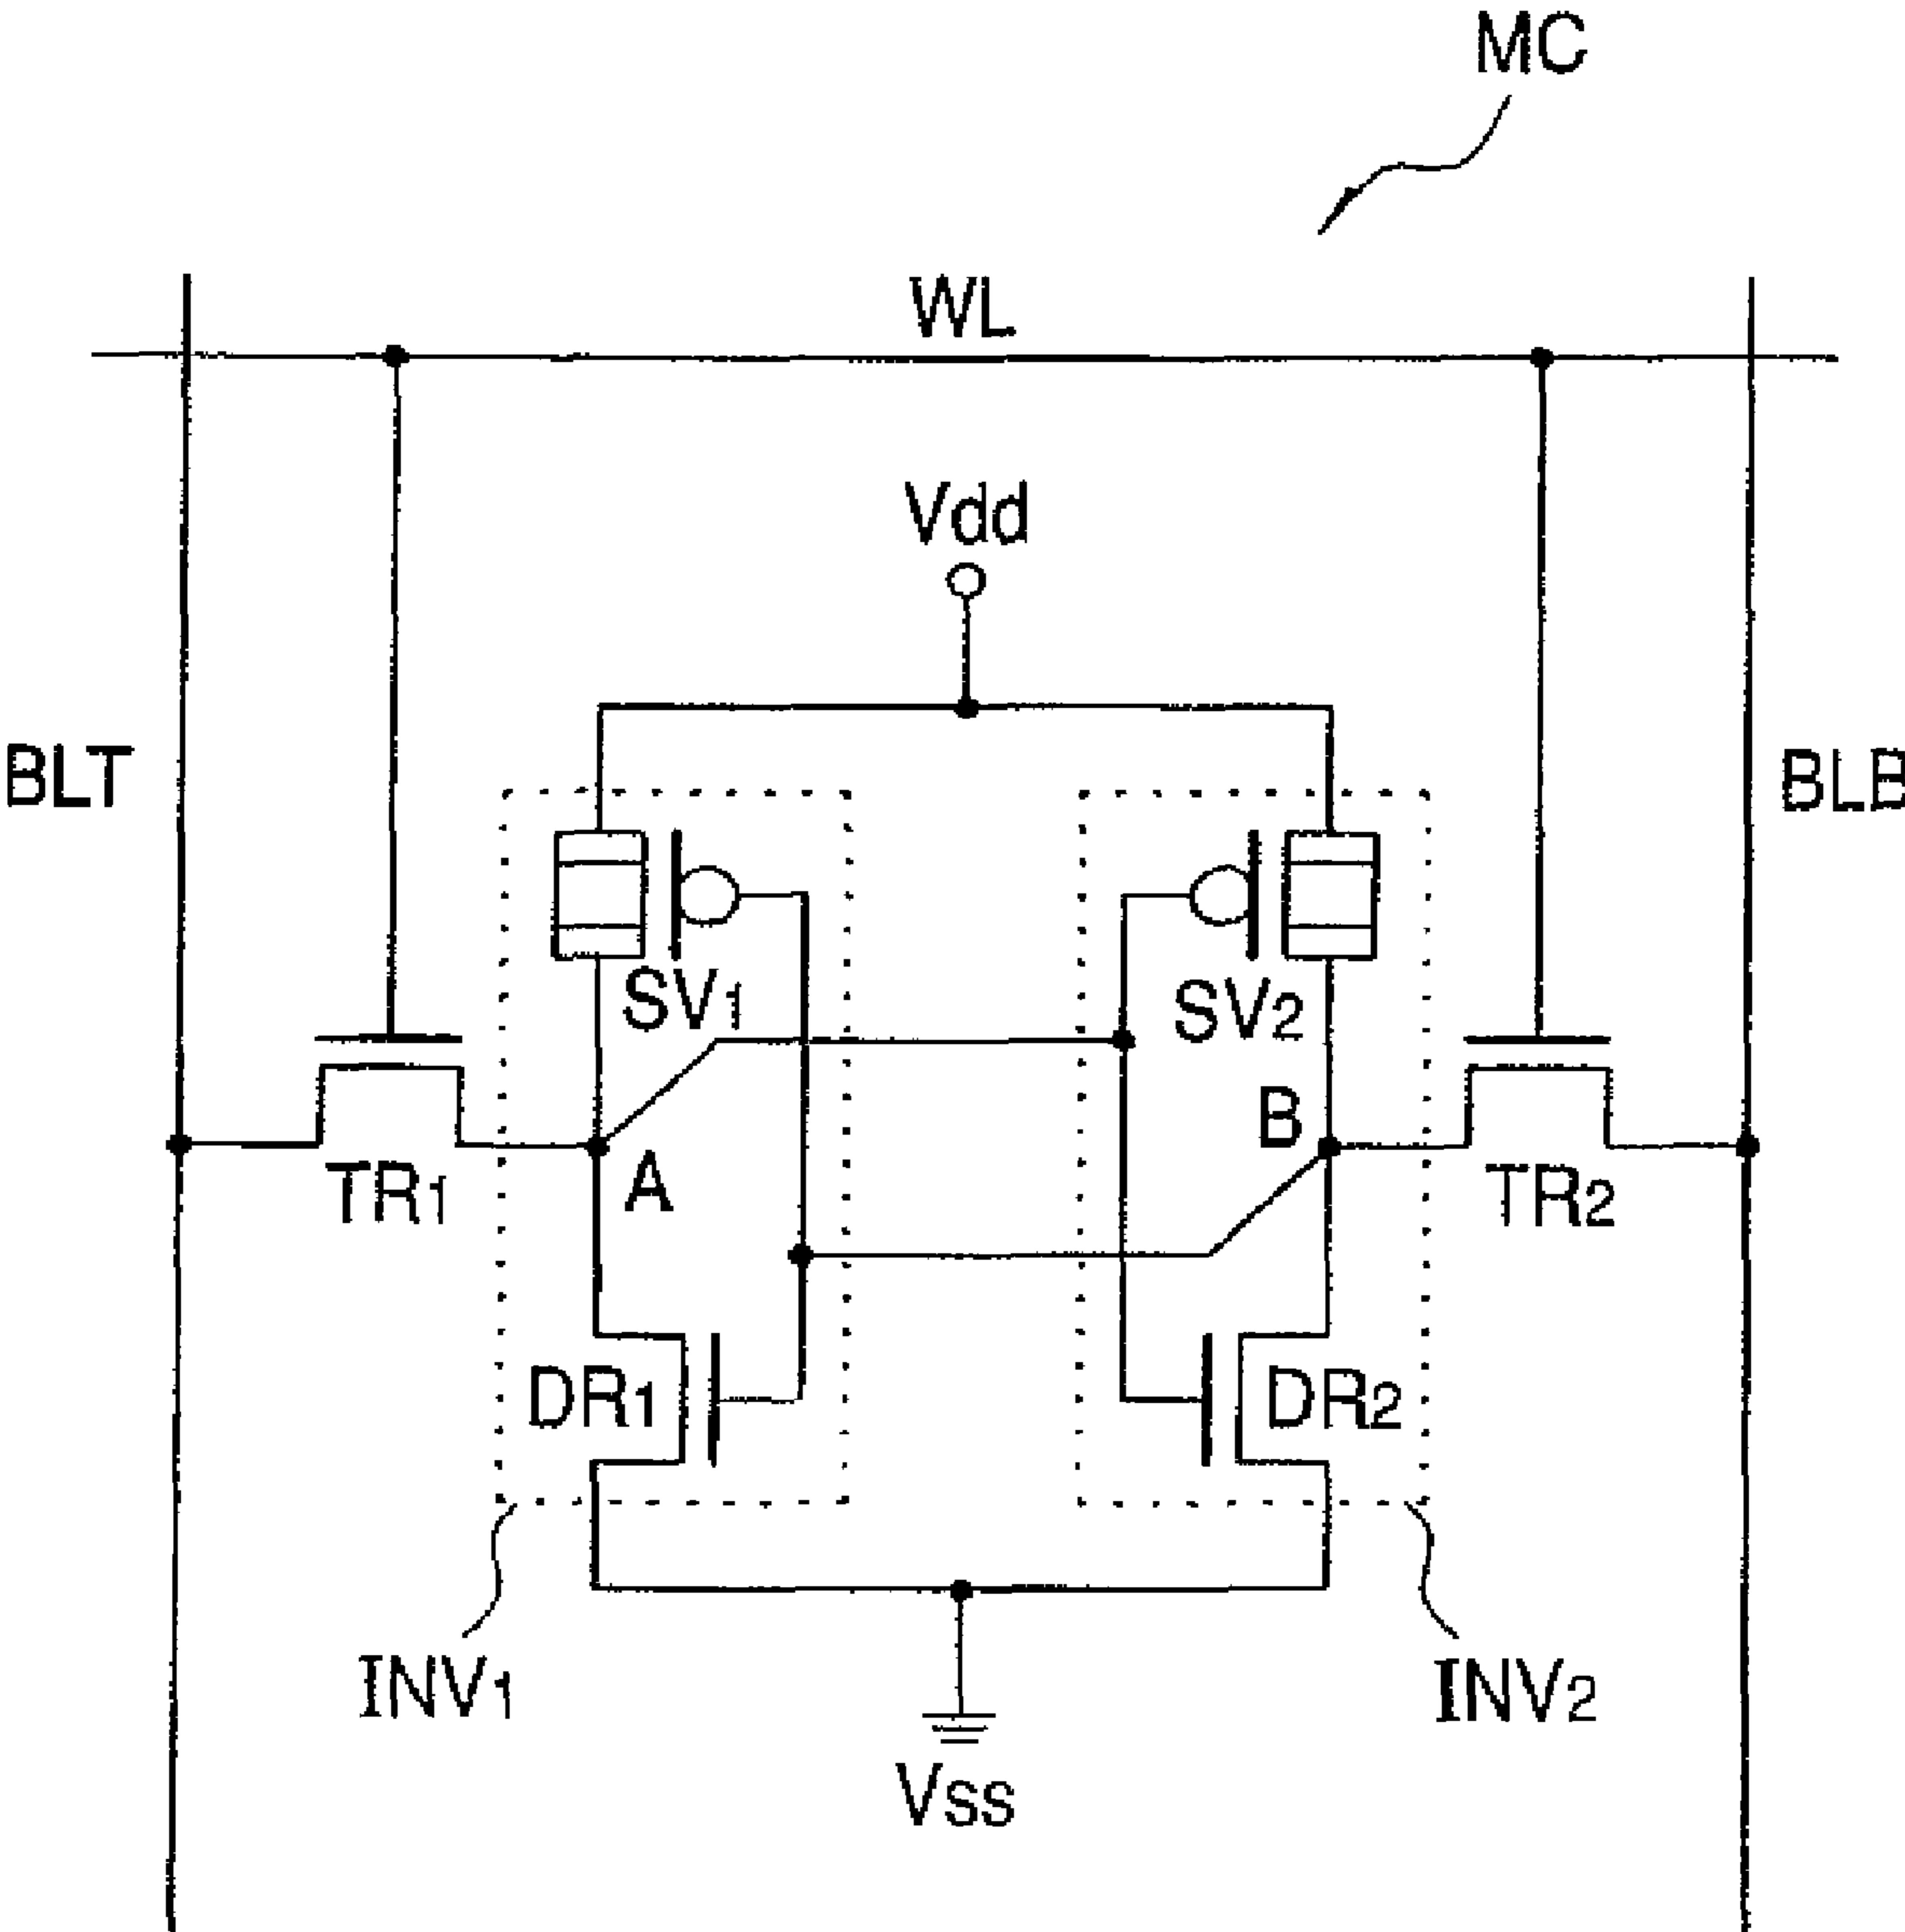 MC
WL
Vdd
BLT
BLB
SV1
SV2
B
TR1
A
TR2
DR1
DR2
INV1
INV2
Vss